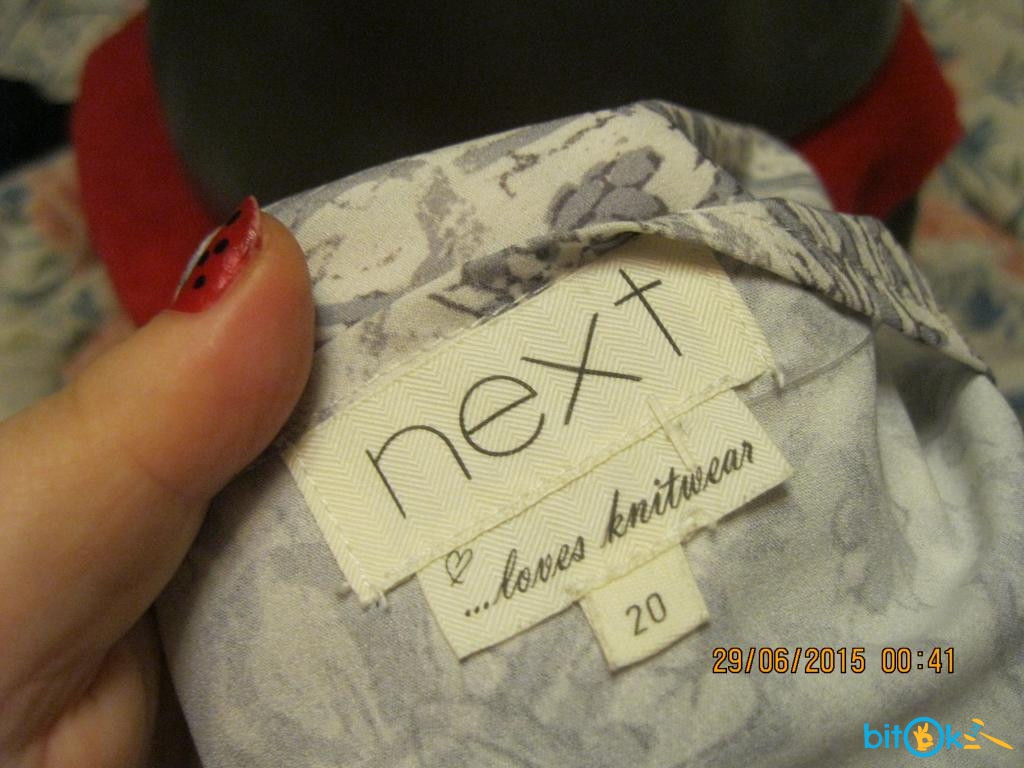 next
...loves knitwear
20
29/06/2015 00:41
bitOk